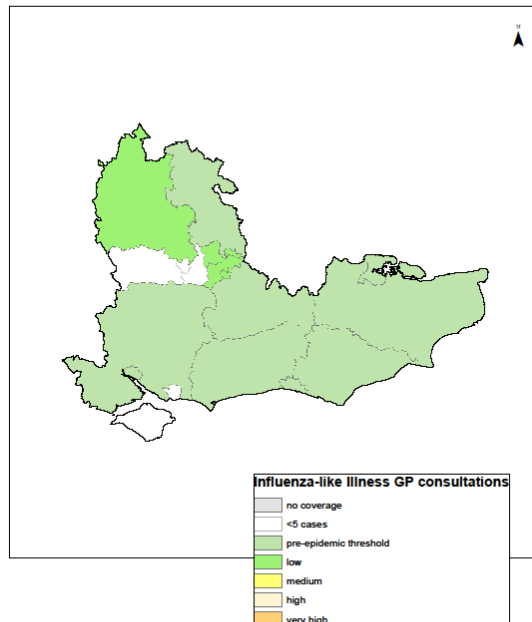 N
Influenza-like Illness GP consultations
no coverage
<5 cases
pre-epidemic threshold
low
medium
high
very high